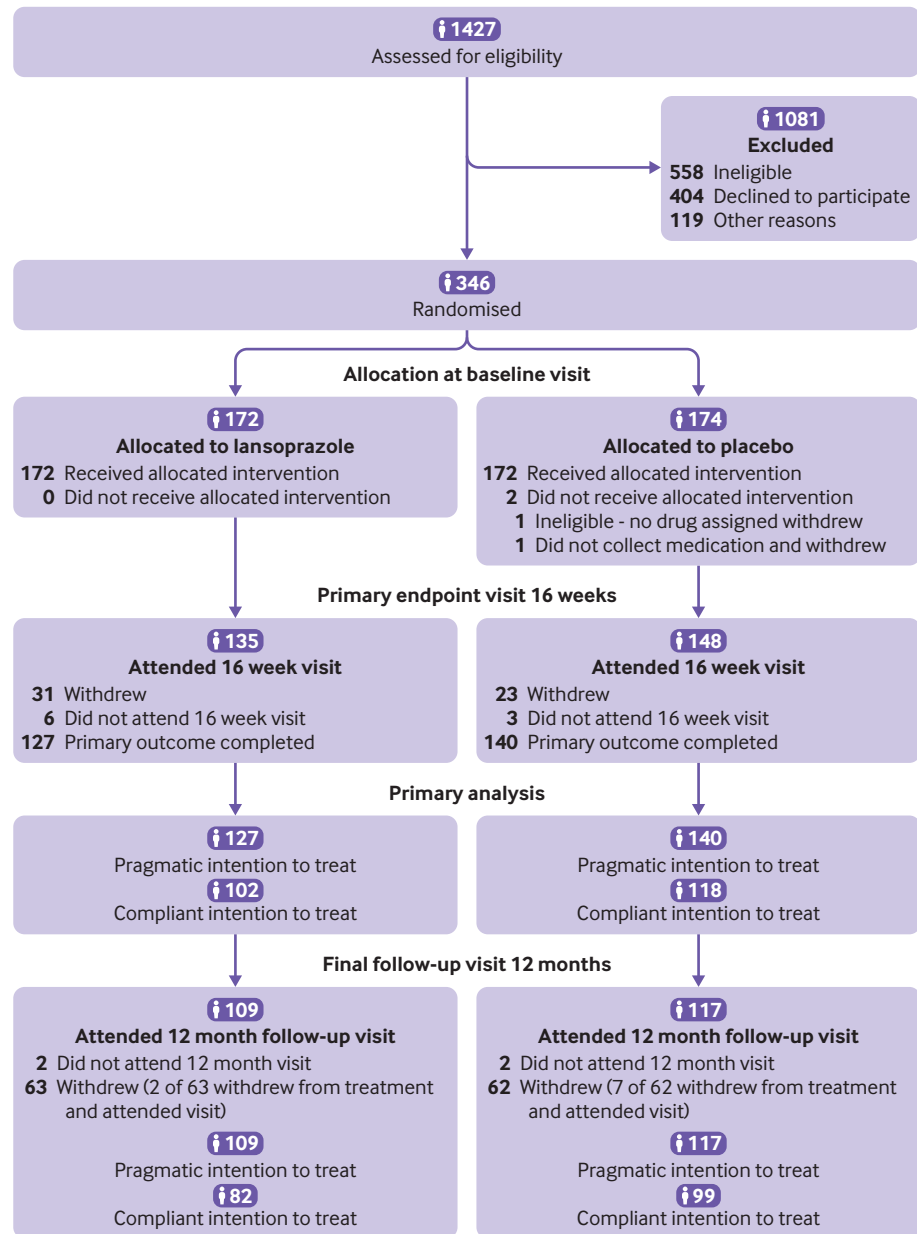 1427
Assessed for eligibility
1081
Excluded
558 Ineligible
404 Declined to participate
119 Other reasons
346
Randomised
Allocation at baseline visit
172
Allocated to lansoprazole
172 Received allocated intervention
0 Did not receive allocated intervention
174
Allocated to placebo
172 Received allocated intervention
2 Did not receive allocated intervention
1 Ineligible - no drug assigned withdrew
1 Did not collect medication and withdrew
Primary endpoint visit 16 weeks
135
Attended 16 week visit
31 Withdrew
6 Did not attend 16 week visit
127 Primary outcome completed
148
Attended 16 week visit
23 Withdrew
3 Did not attend 16 week visit
140 Primary outcome completed
Primary analysis
127
Pragmatic intention to treat
102
Compliant intention to treat
140
Pragmatic intention to treat
118
Compliant intention to treat
Final follow-up visit 12 months
109
Attended 12 month follow-up visit
2 Did not attend 12 month visit
63 Withdrew (2 of 63 withdrew from treatment
and attended visit)
109
Pragmatic intention to treat
82
Compliant intention to treat
117
Attended 12 month follow-up visit
2 Did not attend 12 month visit
62 Withdrew (7 of 62 withdrew from treatment
and attended visit)
117
Pragmatic intention to treat
99
Compliant intention to treat